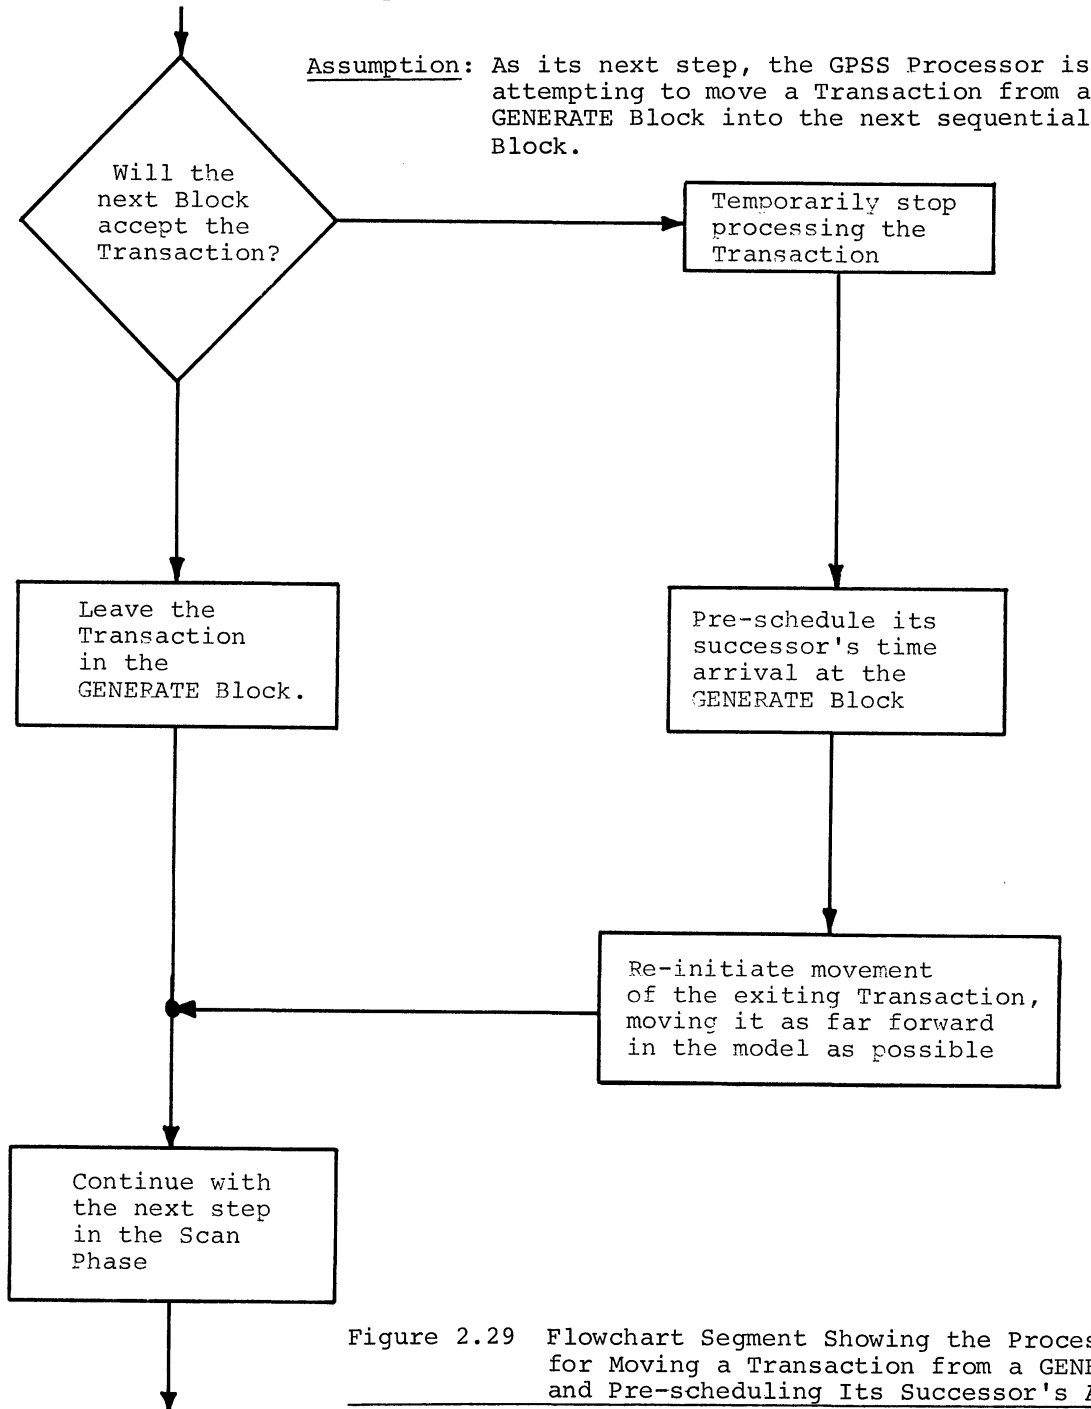 Assumption: As its next step, the GPSS Processor is
attempting to move a Transaction from a
GENERATE Block into the next sequential
Block.
Will the
next Block
accept the
Transaction?
Temporarily stop
processing the
Transaction
Leave the
Transaction
in the
GENERATE Block.
Pre-schedule its
successor's time
arrival at the
GENERATE Block
Re-initiate movement
of the exiting Transaction,
moving it as far forward
in the model as possible
Continue with
the next step
in the Scan
Phase
Figure 2.29 Flowchart Segment Showing the Proces
for Moving a Transaction from a GENE
and Pre-scheduling Its Successor's A